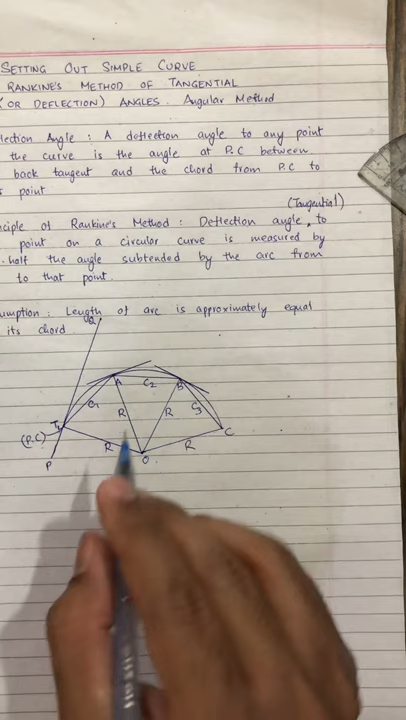 SETTING OUT SIMPLE CURVE
RANKINE'S METHOD OF TANGENTIAL
(OR DEFLECTION) ANGLES. Angular Method
lection Angle : A deflection angle to any point
the curve is the angle at P.C between
back tangent and the chord from P.C to
point
(Tangential)
ciple of Rankine's Method : Deflection angle to
point on a circular curve is measured by
-half the angle subtended by the arc from
to that point.
umption : Length of arc is approximately equal
its chord
A
C2
B
C1
R
R
C3
T1
(P.C)
C
R
R
O
P